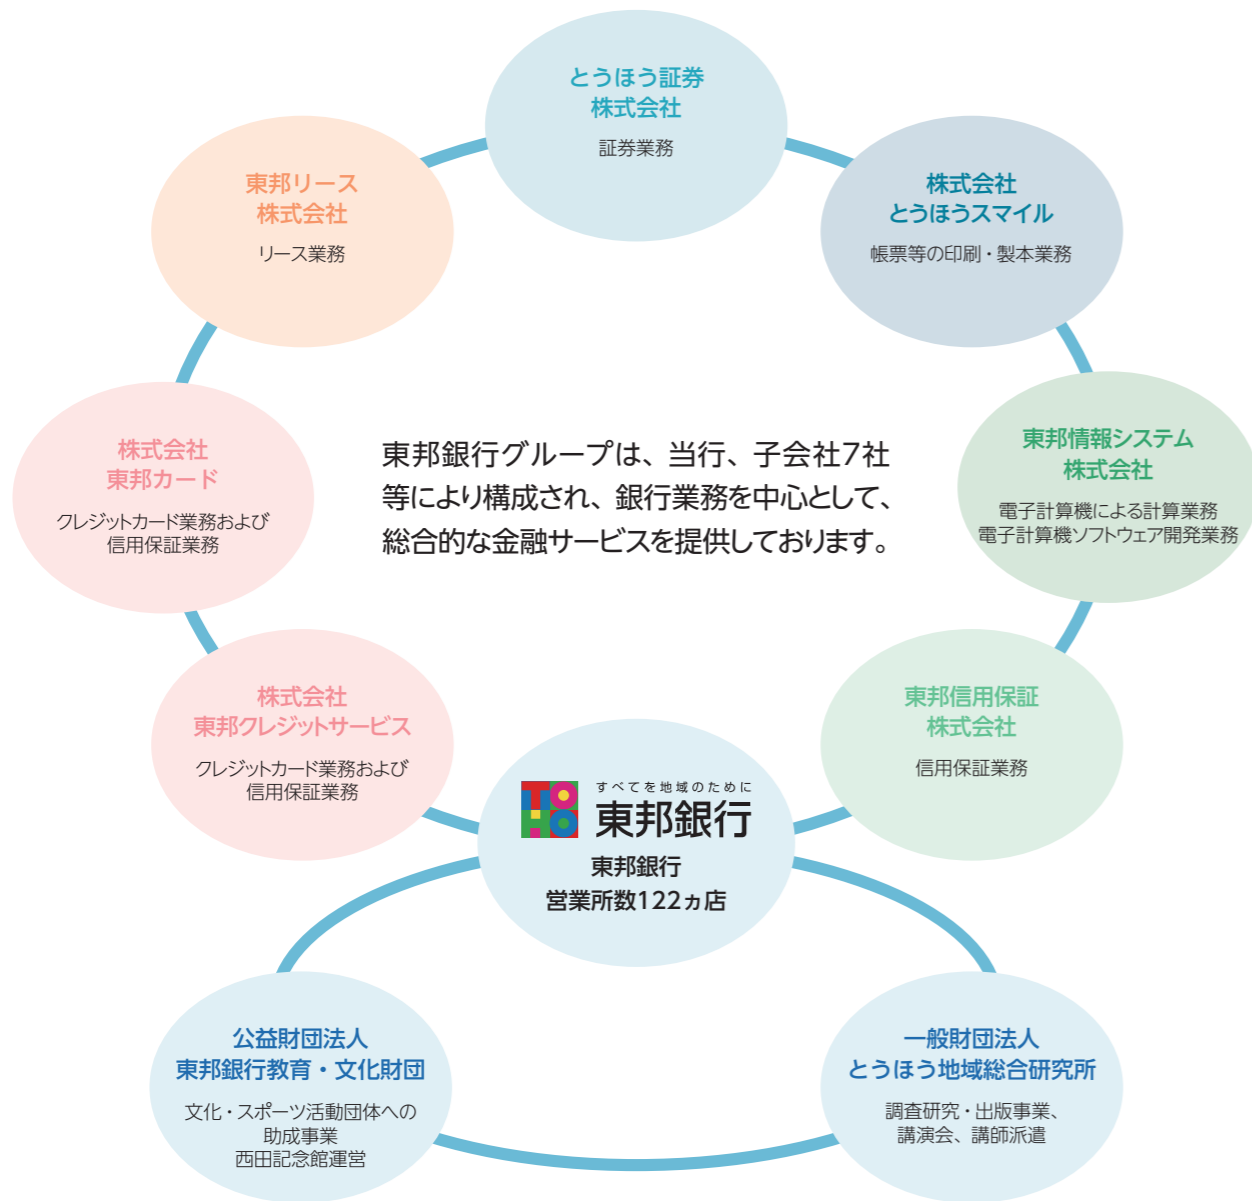 とうほう証券
株式会社
証券業務
東邦リース
株式会社
リース業務
株式会社
とうほうスマイル
帳票等の印刷・製本業務
株式会社
東邦カード
クレジットカード業務および
信用保証業務
東邦銀行グループは、当行、子会社7社
等により構成され、銀行業務を中心として、
総合的な金融サービスを提供しております。
東邦情報システム
株式会社
電子計算機による計算業務
電子計算機ソフトウェア開発業務
株式会社
東邦クレジットサービス
クレジットカード業務および
信用保証業務
東邦信用保証
株式会社
信用保証業務
TOHO
すべてを地域のために
東邦銀行
東邦銀行
営業所数122ヵ店
公益財団法人
東邦銀行教育・文化財団
文化・スポーツ活動団体への
助成事業
西田記念館運営
一般財団法人
とうほう地域総合研究所
調査研究・出版事業、
講演会、講師派遣